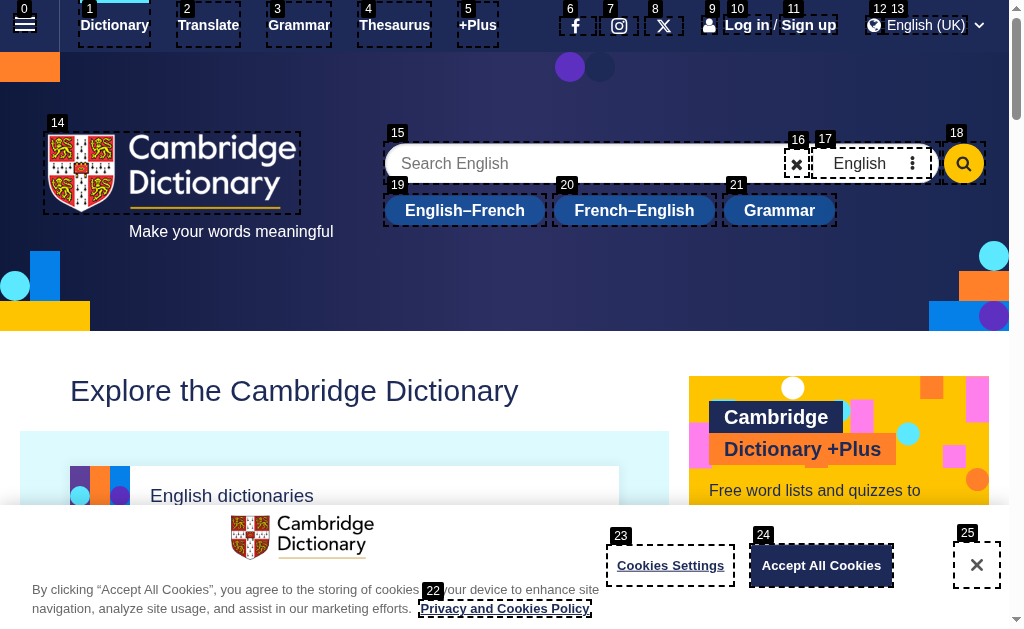 0 1 2 3 4 5 6 7 8 9 10 11 12 13
Dictionary Translate Grammar Thesaurus +Plus Log in / Sign up English (UK)
14
Cambridge
Dictionary
Make your words meaningful
15 16 17 18
Search English English
19 20 21
English–French French–English Grammar
Explore the Cambridge Dictionary
English dictionaries
Cambridge
Dictionary +Plus
Free word lists and quizzes to
Cambridge
Dictionary
23 24 25
Cookies Settings Accept All Cookies
22
By clicking “Accept All Cookies”, you agree to the storing of cookies your device to enhance site
navigation, analyze site usage, and assist in our marketing efforts. Privacy and Cookies Policy